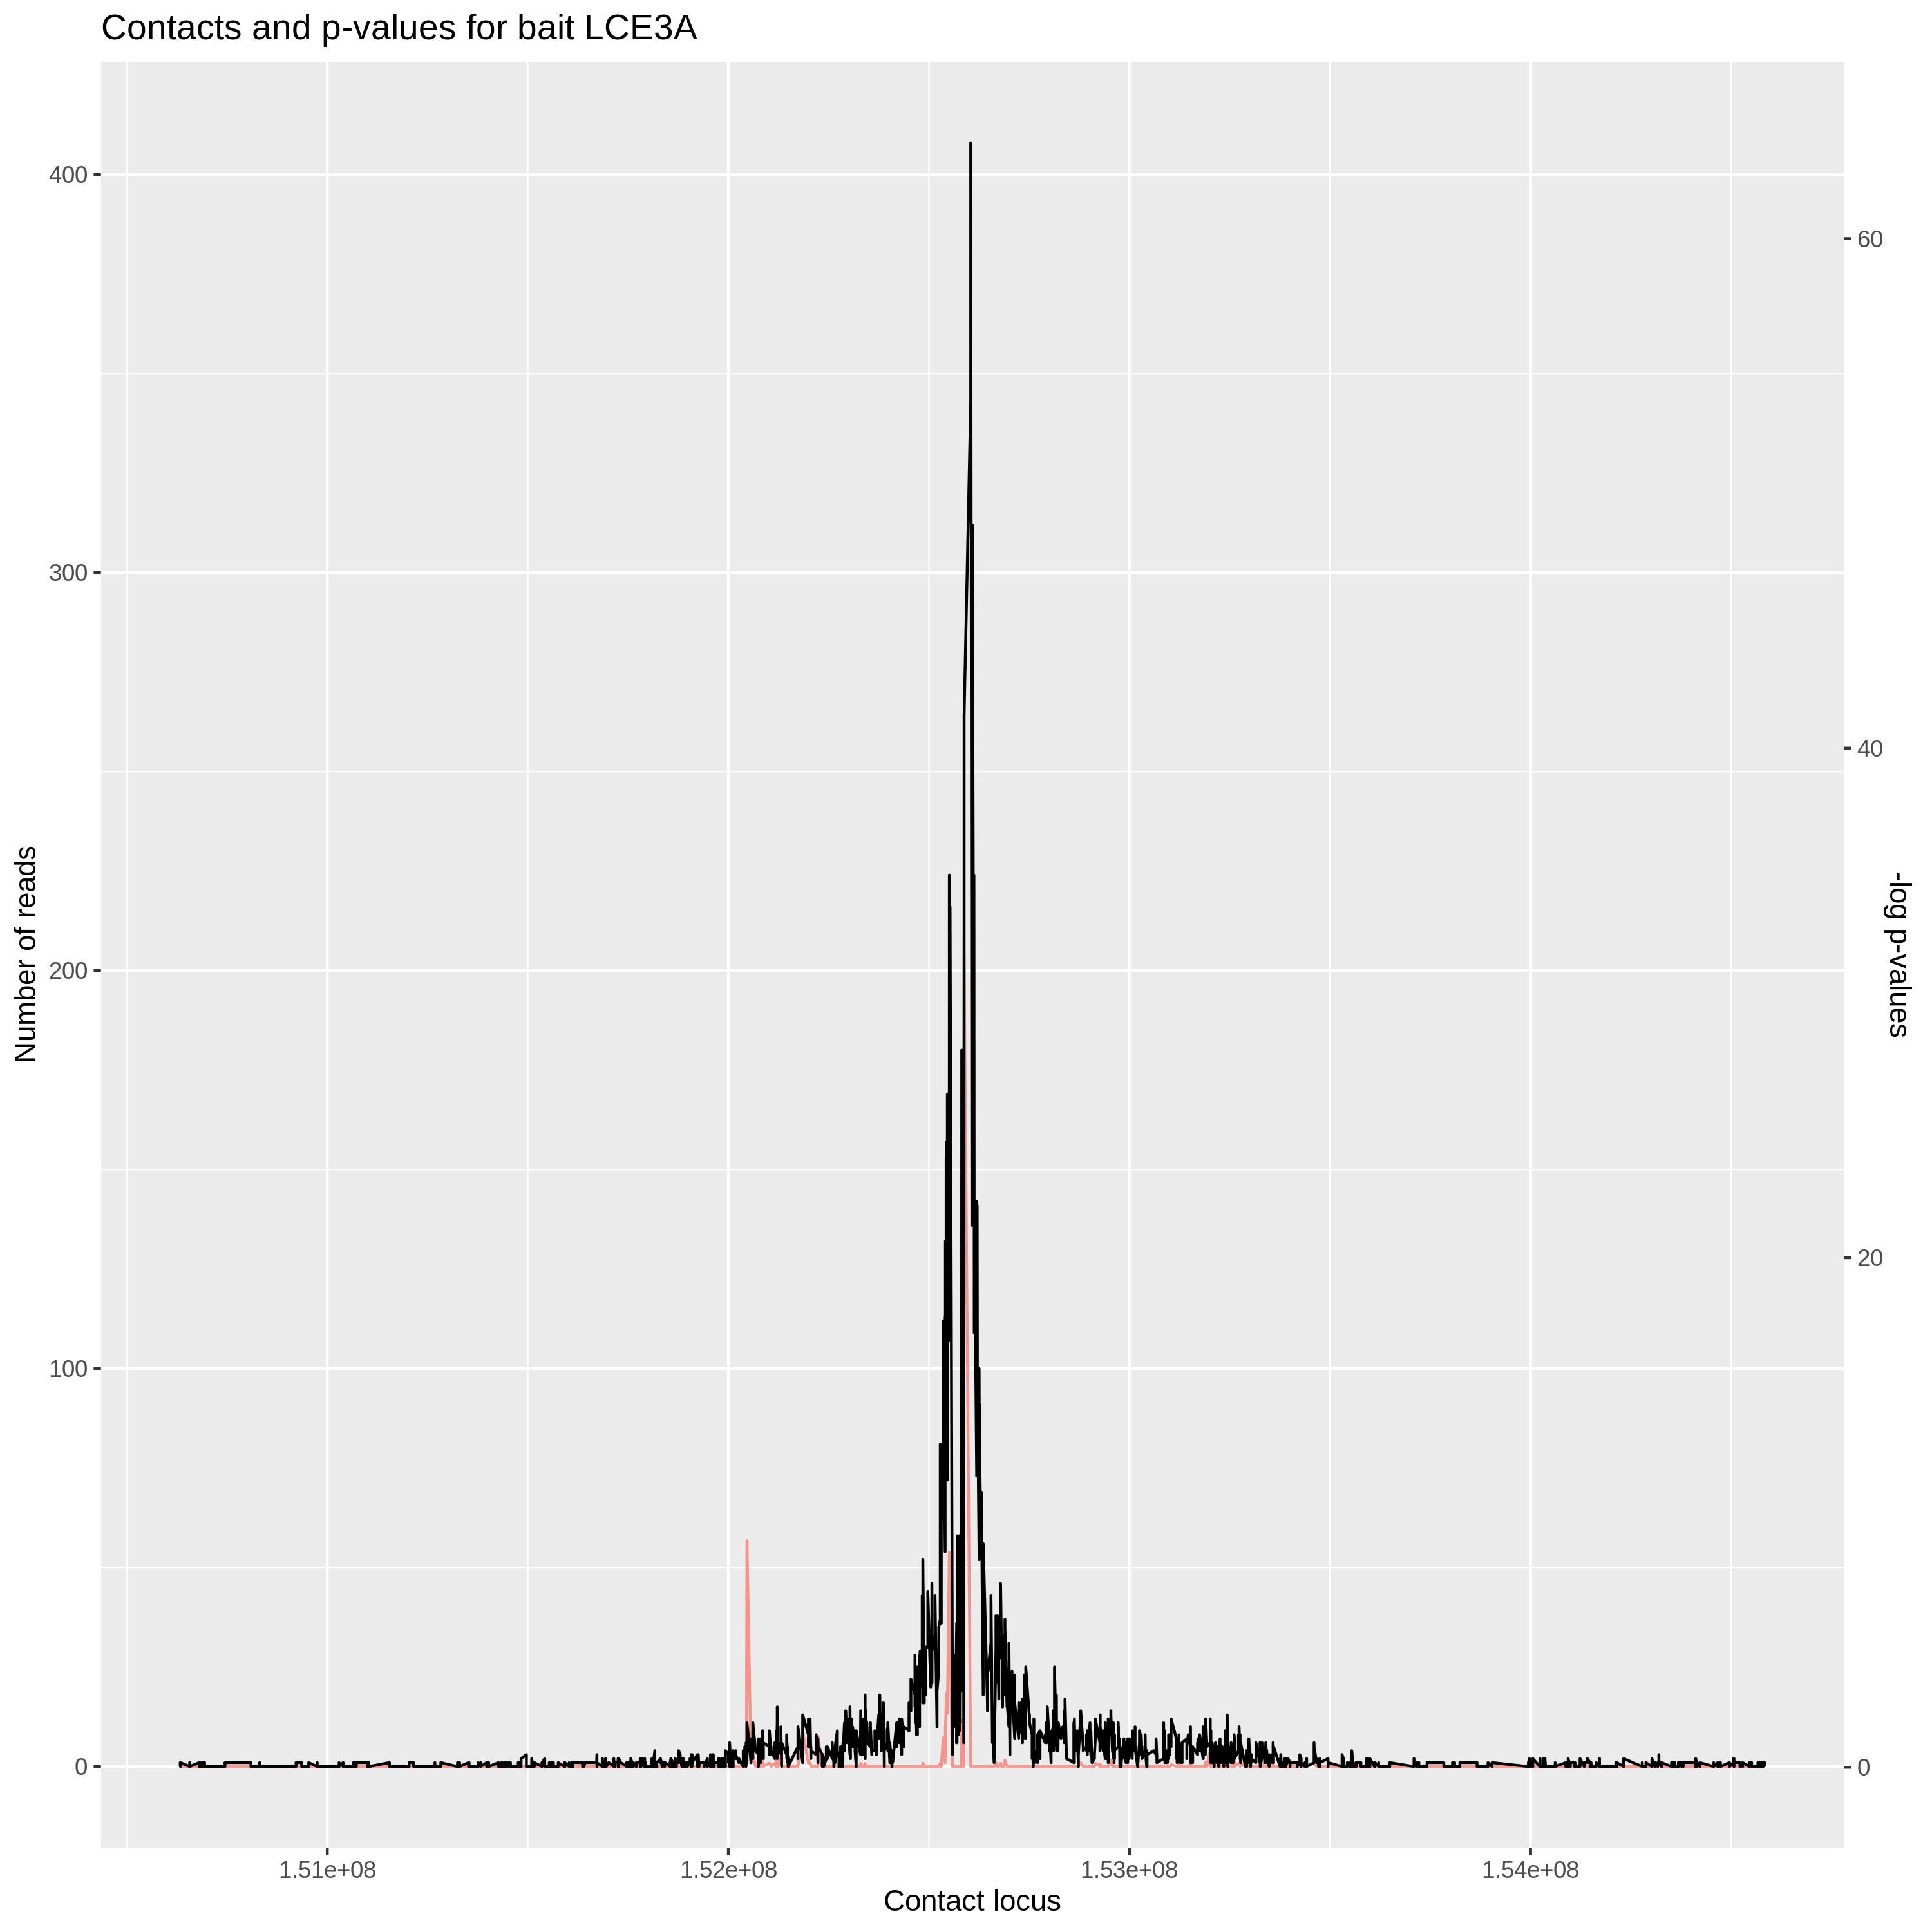 Contacts and p-values for bait LCE3A
400
300
200
100
0
Number of reads
60
40
20
0
-log p-values
1.51e+08
1.52e+08
1.53e+08
1.54e+08
Contact locus